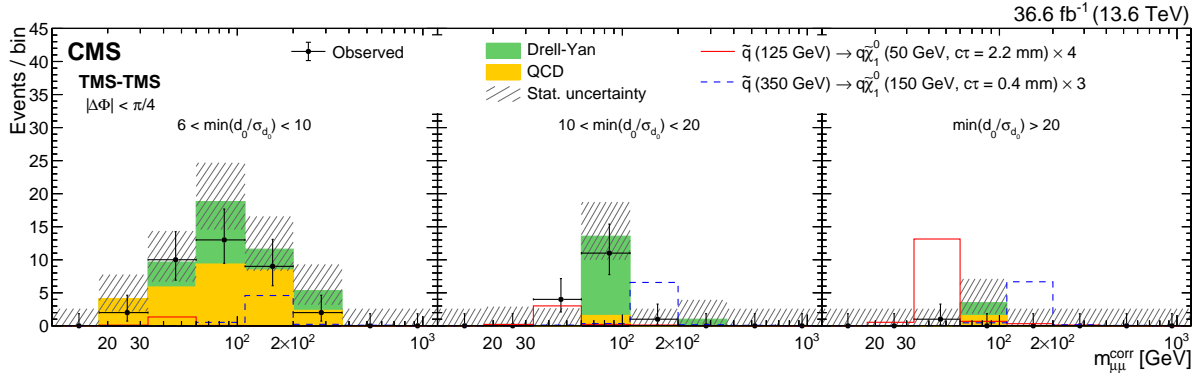 36.6 fb⁻¹ (13.6 TeV)
Events / bin
45
40
35
30
25
20
15
10
5
0
CMS
TMS-TMS
|ΔΦ| < π/4
Observed
Drell-Yan
QCD
Stat. uncertainty
q̃ (125 GeV) → qχ̃₁⁰ (50 GeV, cτ = 2.2 mm) × 4
q̃ (350 GeV) → qχ̃₁⁰ (150 GeV, cτ = 0.4 mm) × 3
6 < min(d₀/σ_d₀) < 10
10 < min(d₀/σ_d₀) < 20
min(d₀/σ_d₀) > 20
20 30 10² 2×10² 10³
20 30 10² 2×10² 10³
20 30 10² 2×10² 10³
m_μμ^corr [GeV]